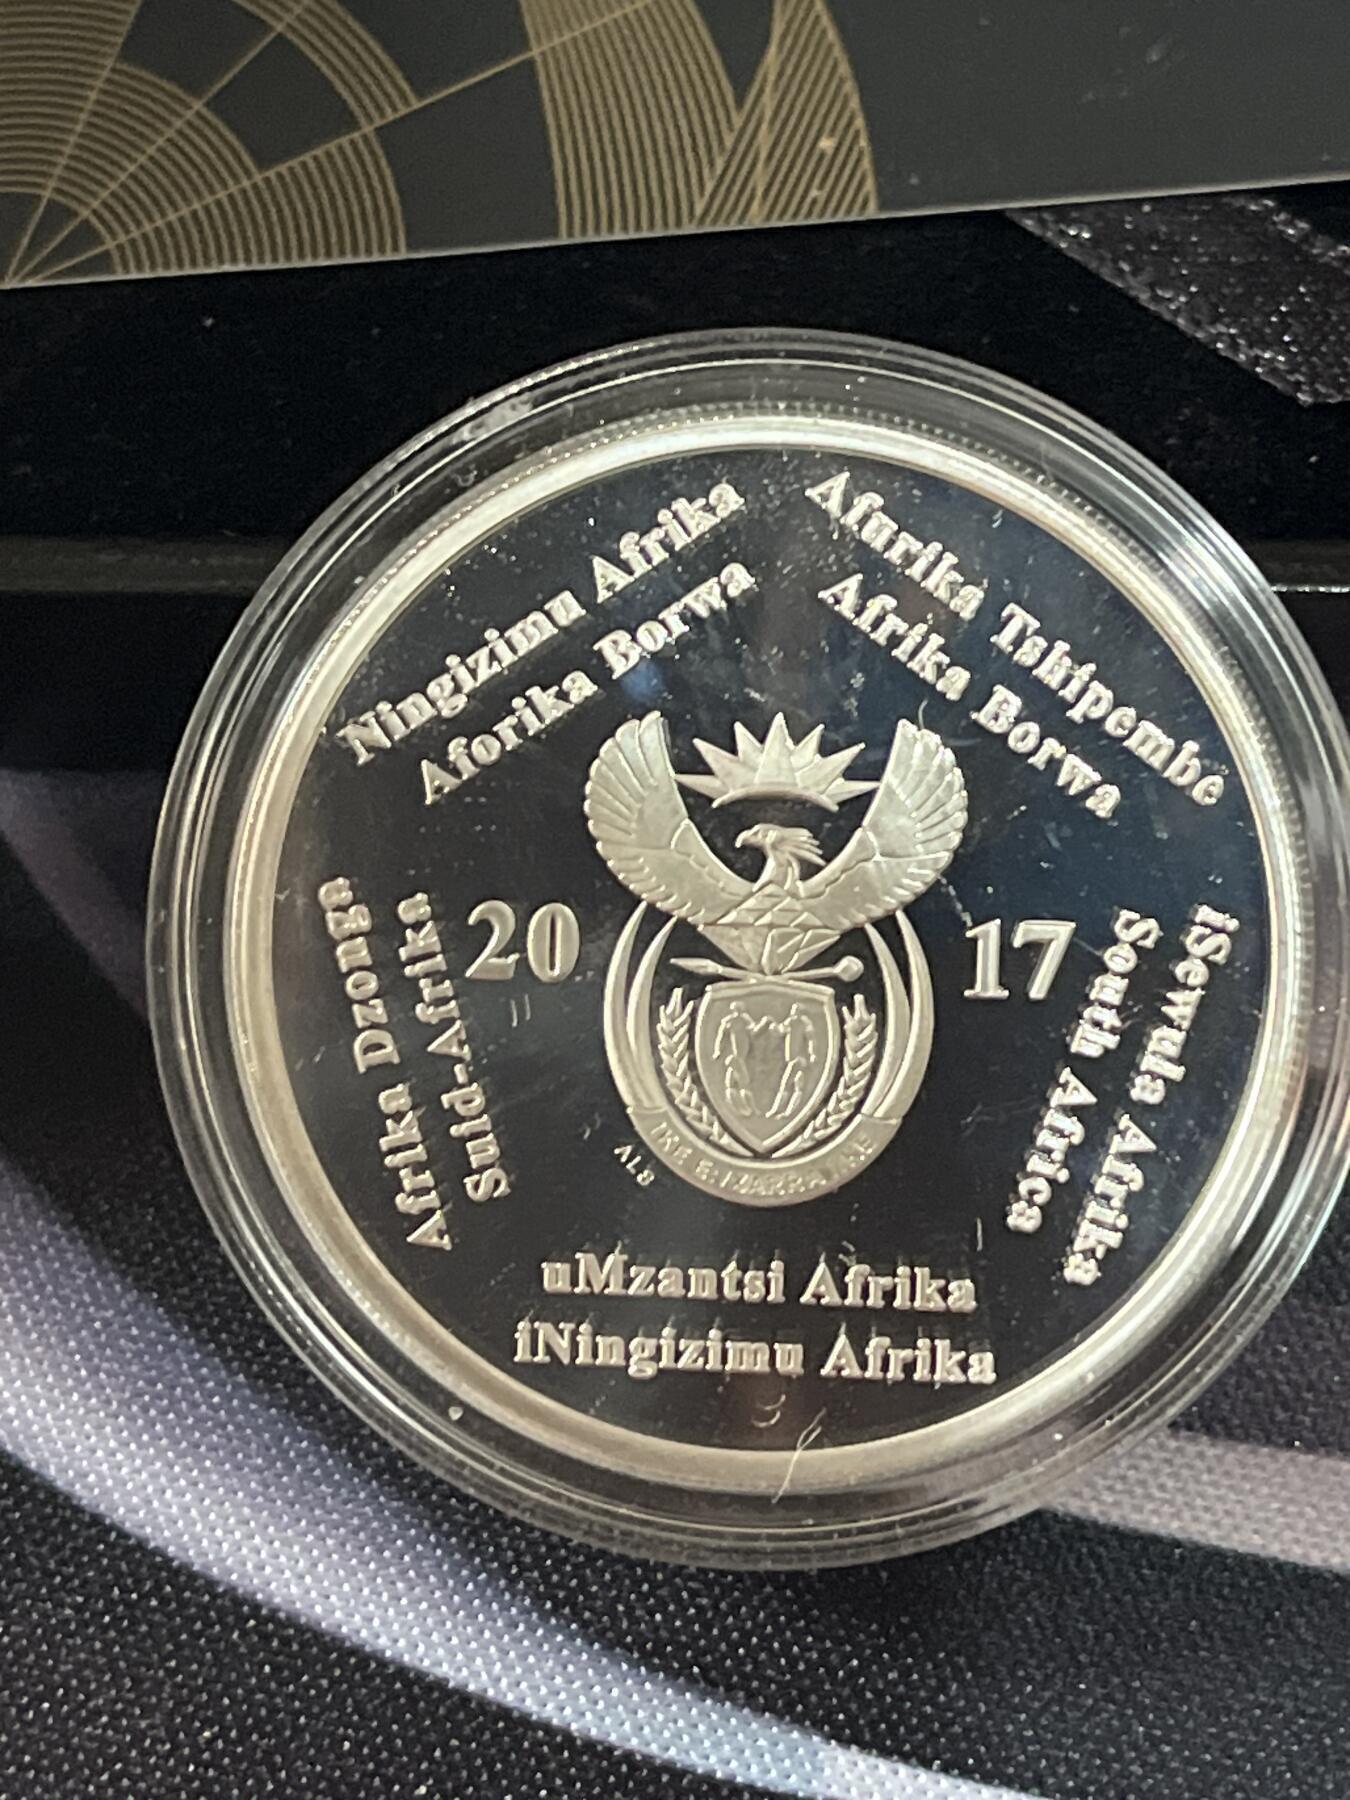 Ningizimu Afrika
Aforika Borwa
Afurika Tshipembe
Afrika Borwa
20 17
iSewula Afrika
South Africa
Afrika Dzonga
Suid-Afrika
ALS
uMzantsi Afrika
iNingizimu Afrika